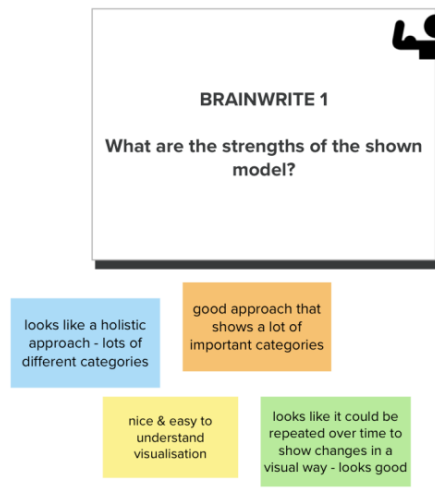 BRAINWRITE 1
What are the strengths of the shown
model?
looks like a holistic
approach - lots of
different categories
good approach that
shows a lot of
important categories
nice & easy to
understand
visualisation
looks like it could be
repeated over time to
show changes in a
visual way - looks good